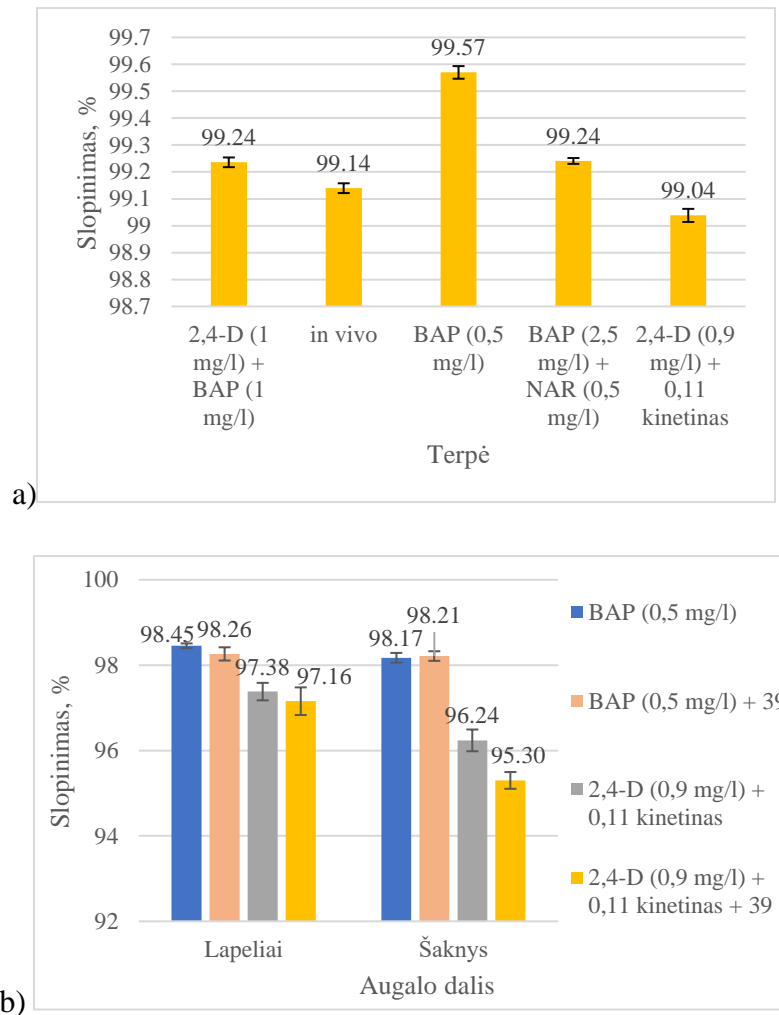 99.7
99.6
99.5
99.4
99.3
99.2
99.1
99
98.9
98.8
98.7
Slopinimas, %
99.24
99.14
99.57
99.24
99.04
2,4-D (1
mg/l) +
BAP (1
mg/l)
in vivo
BAP (0,5
mg/l)
BAP (2,5
mg/l) +
NAR (0,5
mg/l)
2,4-D (0,9
mg/l) +
0,11
kinetinas
Terpė
a)
100
98
96
94
92
Slopinimas, %
98.45
98.26
97.38
97.16
98.17
98.21
96.24
95.30
Lapeliai
Šaknys
Augalo dalis
BAP (0,5 mg/l)
BAP (0,5 mg/l) + 39
2,4-D (0,9 mg/l) +
0,11 kinetinas
2,4-D (0,9 mg/l) +
0,11 kinetinas + 39
b)